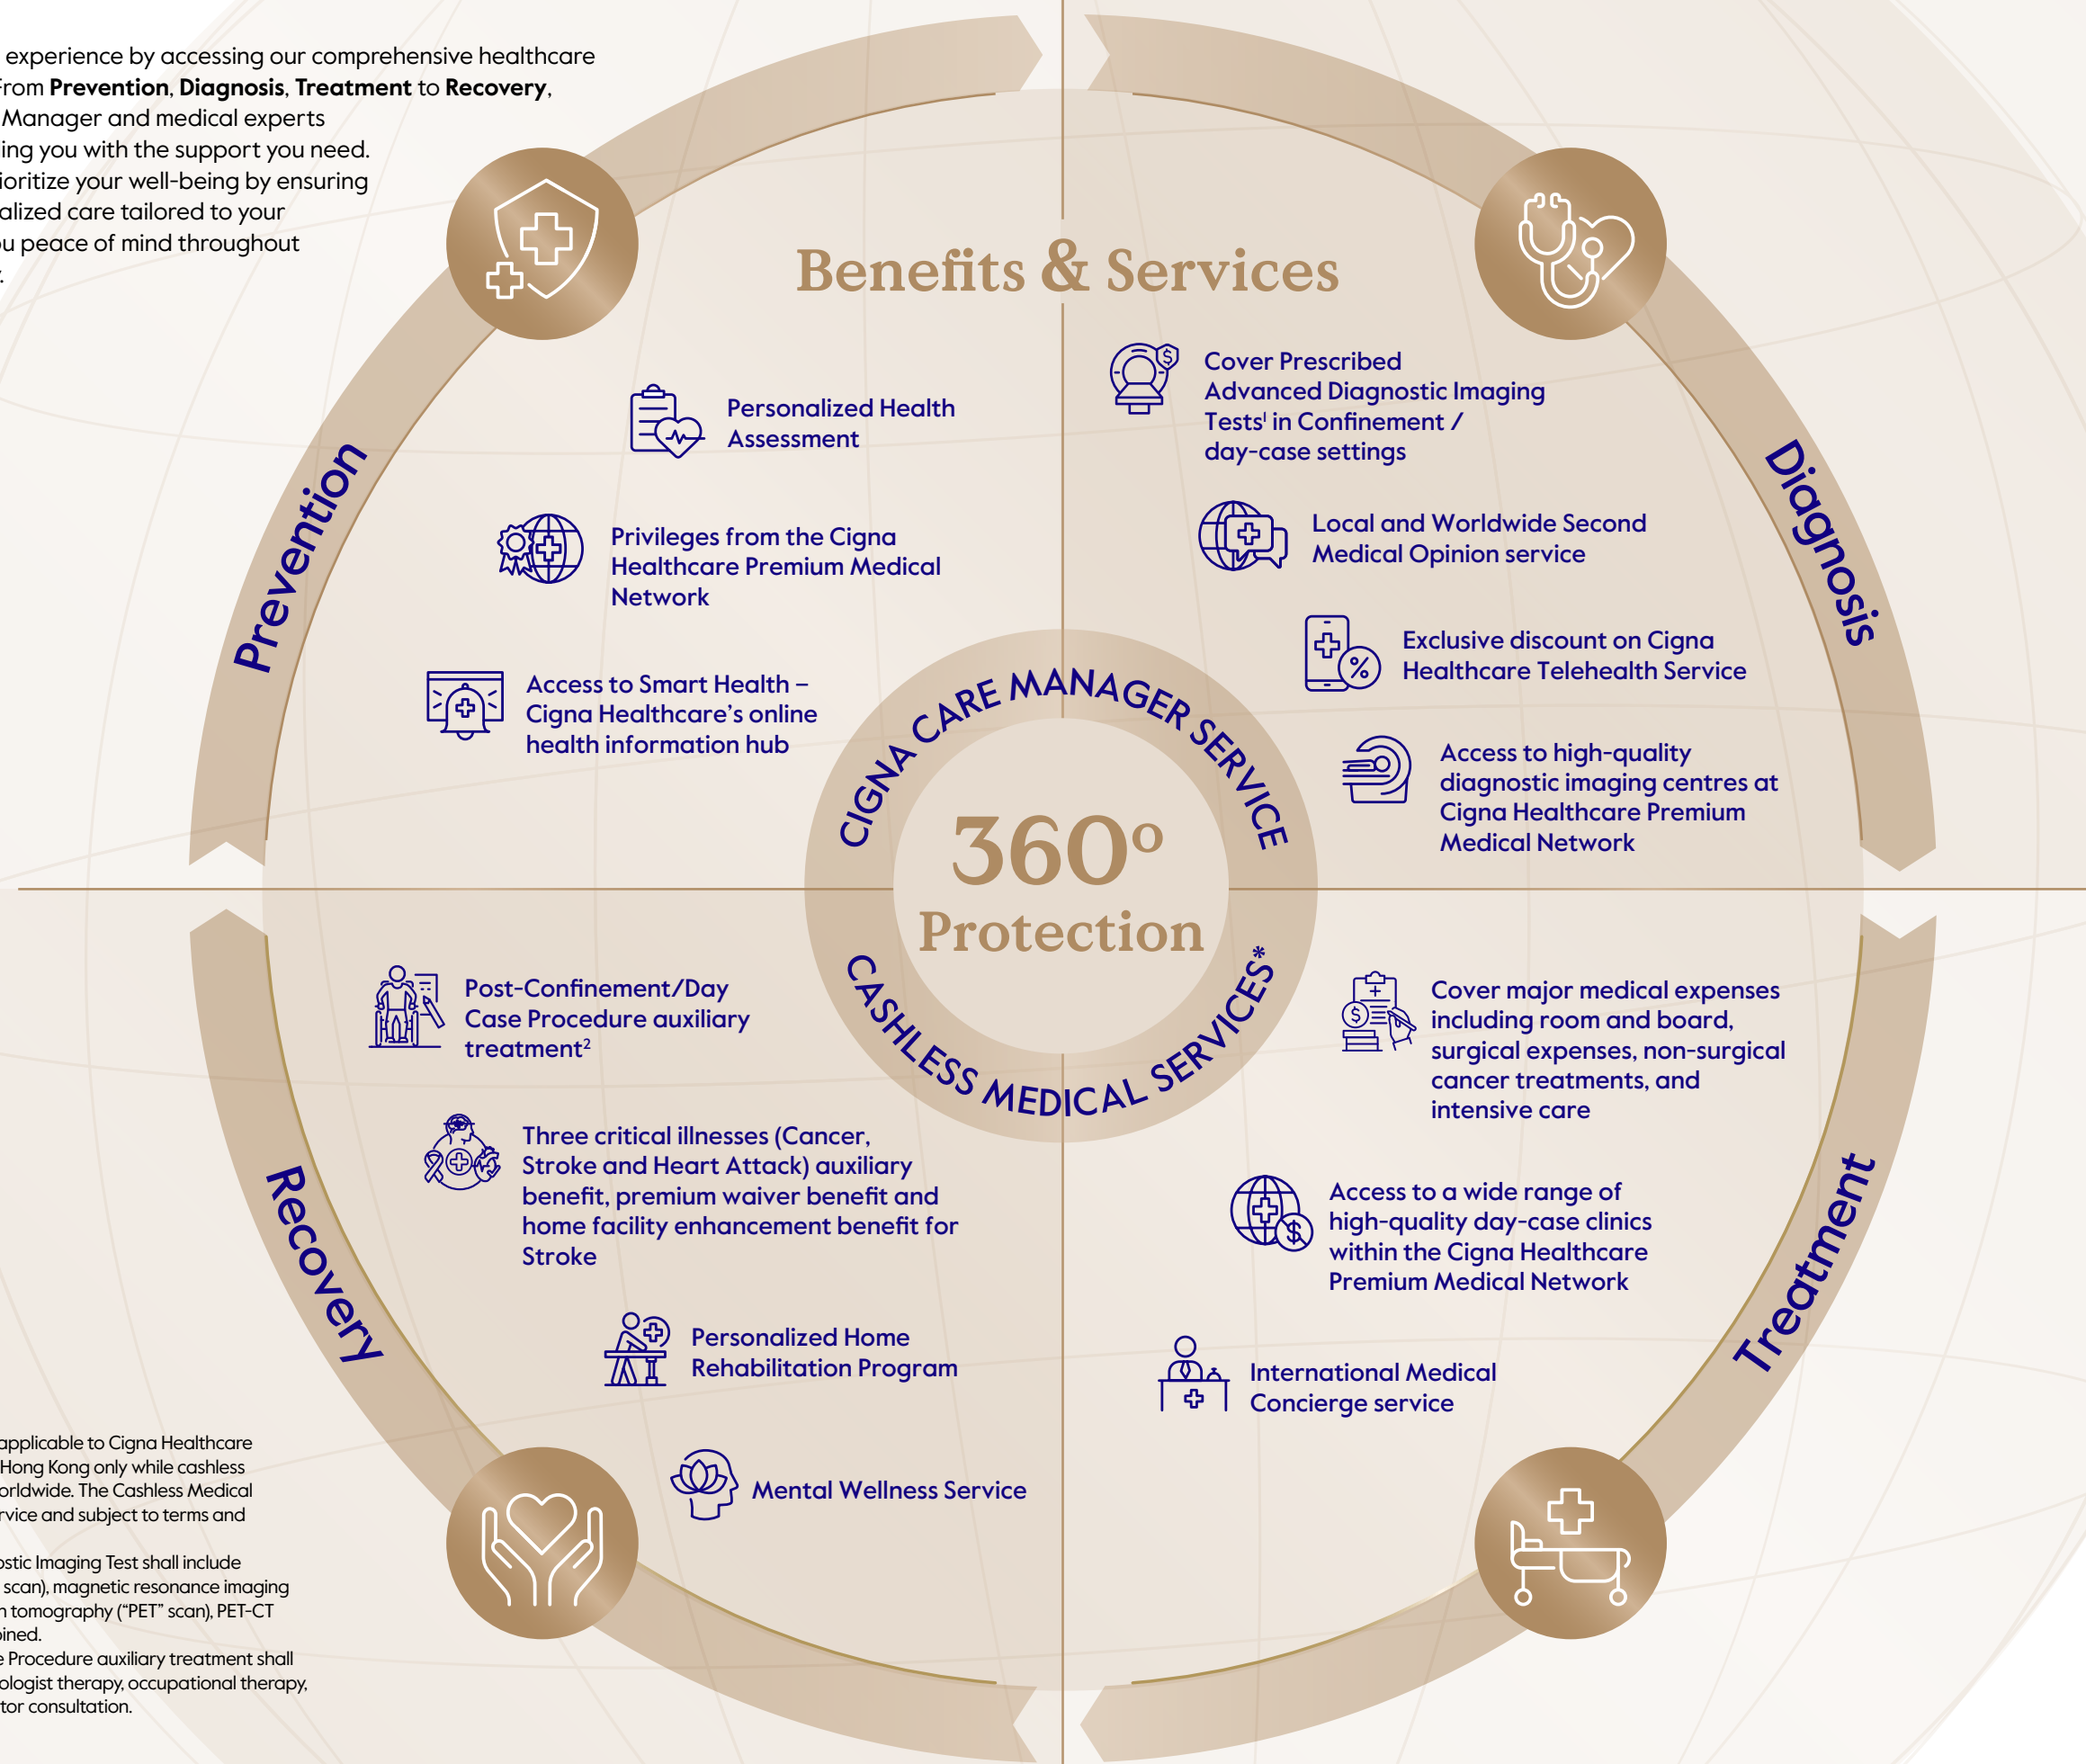 experience by accessing our comprehensive healthcare
From Prevention, Diagnosis, Treatment to Recovery,
Manager and medical experts
you with the support you need.
your well-being by ensuring
care tailored to your
peace of mind throughout
Benefits & Services
Prevention
Personalized Health
Assessment
Privileges from the Cigna
Healthcare Premium Medical
Network
Access to Smart Health –
Cigna Healthcare's online
health information hub
Diagnosis
Cover Prescribed
Advanced Diagnostic Imaging
Tests¹ in Confinement /
day-case settings
Local and Worldwide Second
Medical Opinion service
Exclusive discount on Cigna
Healthcare Telehealth Service
Access to high-quality
diagnostic imaging centres at
Cigna Healthcare Premium
Medical Network
CIGNA CARE MANAGER SERVICE
360º
Protection
CASHLESS MEDICAL SERVICES*
Recovery
Post-Confinement/Day
Case Procedure auxiliary
treatment²
Three critical illnesses (Cancer,
Stroke and Heart Attack) auxiliary
benefit, premium waiver benefit and
home facility enhancement benefit for
Stroke
Personalized Home
Rehabilitation Program
Mental Wellness Service
Treatment
Cover major medical expenses
including room and board,
surgical expenses, non-surgical
cancer treatments, and
intensive care
Access to a wide range of
high-quality day-case clinics
within the Cigna Healthcare
Premium Medical Network
International Medical
Concierge service
applicable to Cigna Healthcare
Hong Kong only while cashless
worldwide. The Cashless Medical
and subject to terms and
Imaging Test shall include
scan), magnetic resonance imaging
tomography ("PET" scan), PET-CT
Procedure auxiliary treatment shall
therapy, occupational therapy,
consultation.